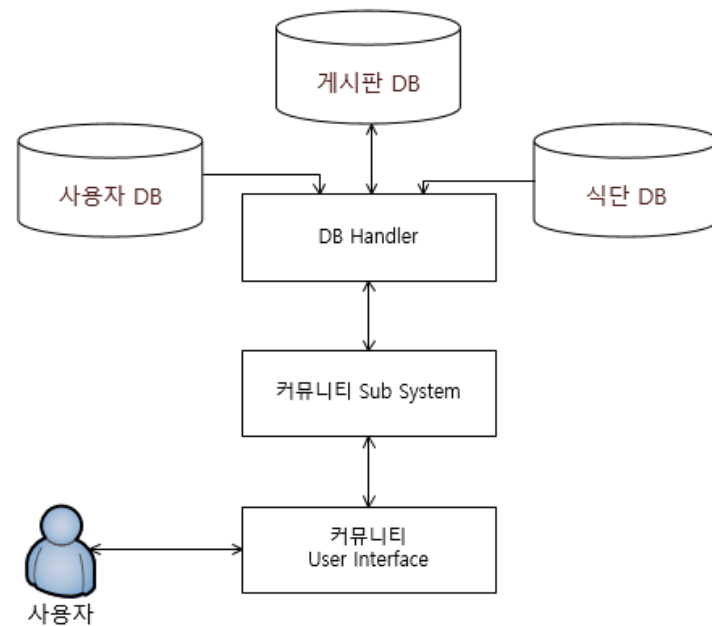 게시판 DB
사용자 DB
식단 DB
DB Handler
커뮤니티 Sub System
커뮤니티
User Interface
사용자